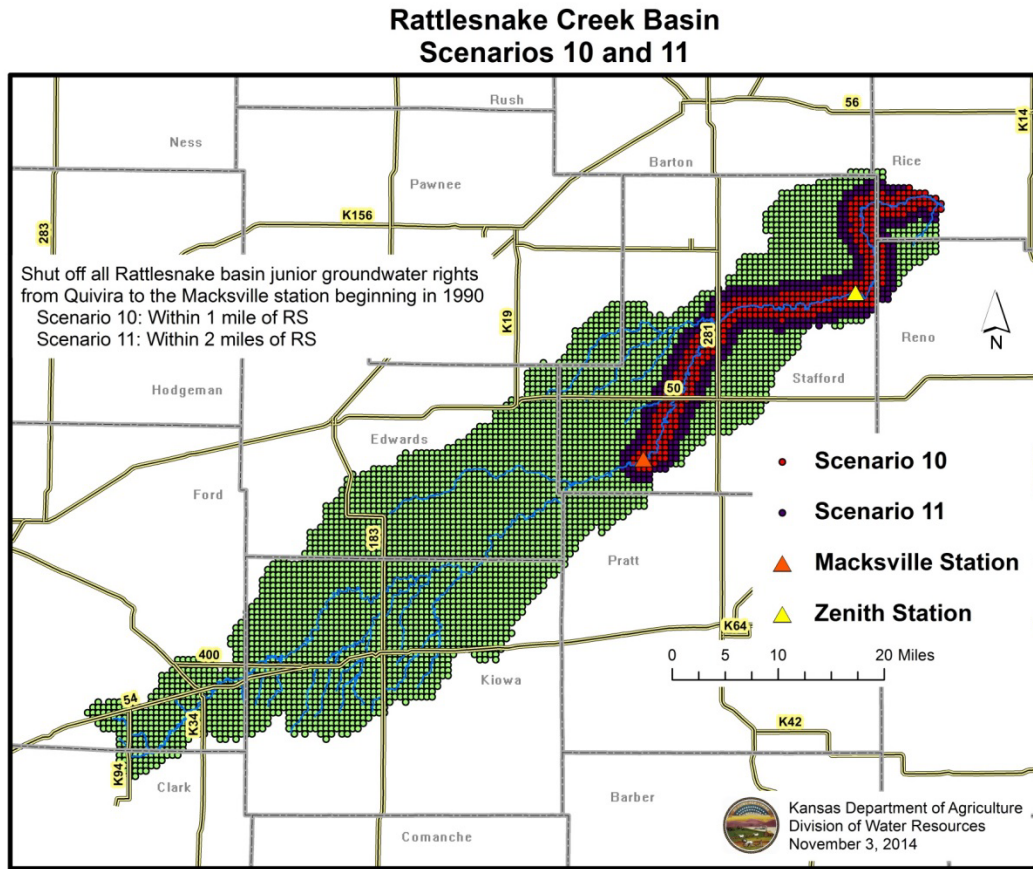 Rattlesnake Creek Basin
Scenarios 10 and 11
Rush
56
K14
Ness
Barton
Rice
Pawnee
K156
283
Shut off all Rattlesnake basin junior groundwater rights
from Quivira to the Macksville station beginning in 1990
Scenario 10: Within 1 mile of RS
Scenario 11: Within 2 miles of RS
K19
281
N
Reno
Hodgeman
50
Stafford
Edwards
Scenario 10
Ford
Scenario 11
183
Pratt
Macksville Station
Zenith Station
K64
400
0 5 10 20 Miles
Kiowa
54
K34
K42
K94
Clark
Barber
Comanche
Kansas Department of Agriculture
Division of Water Resources
November 3, 2014